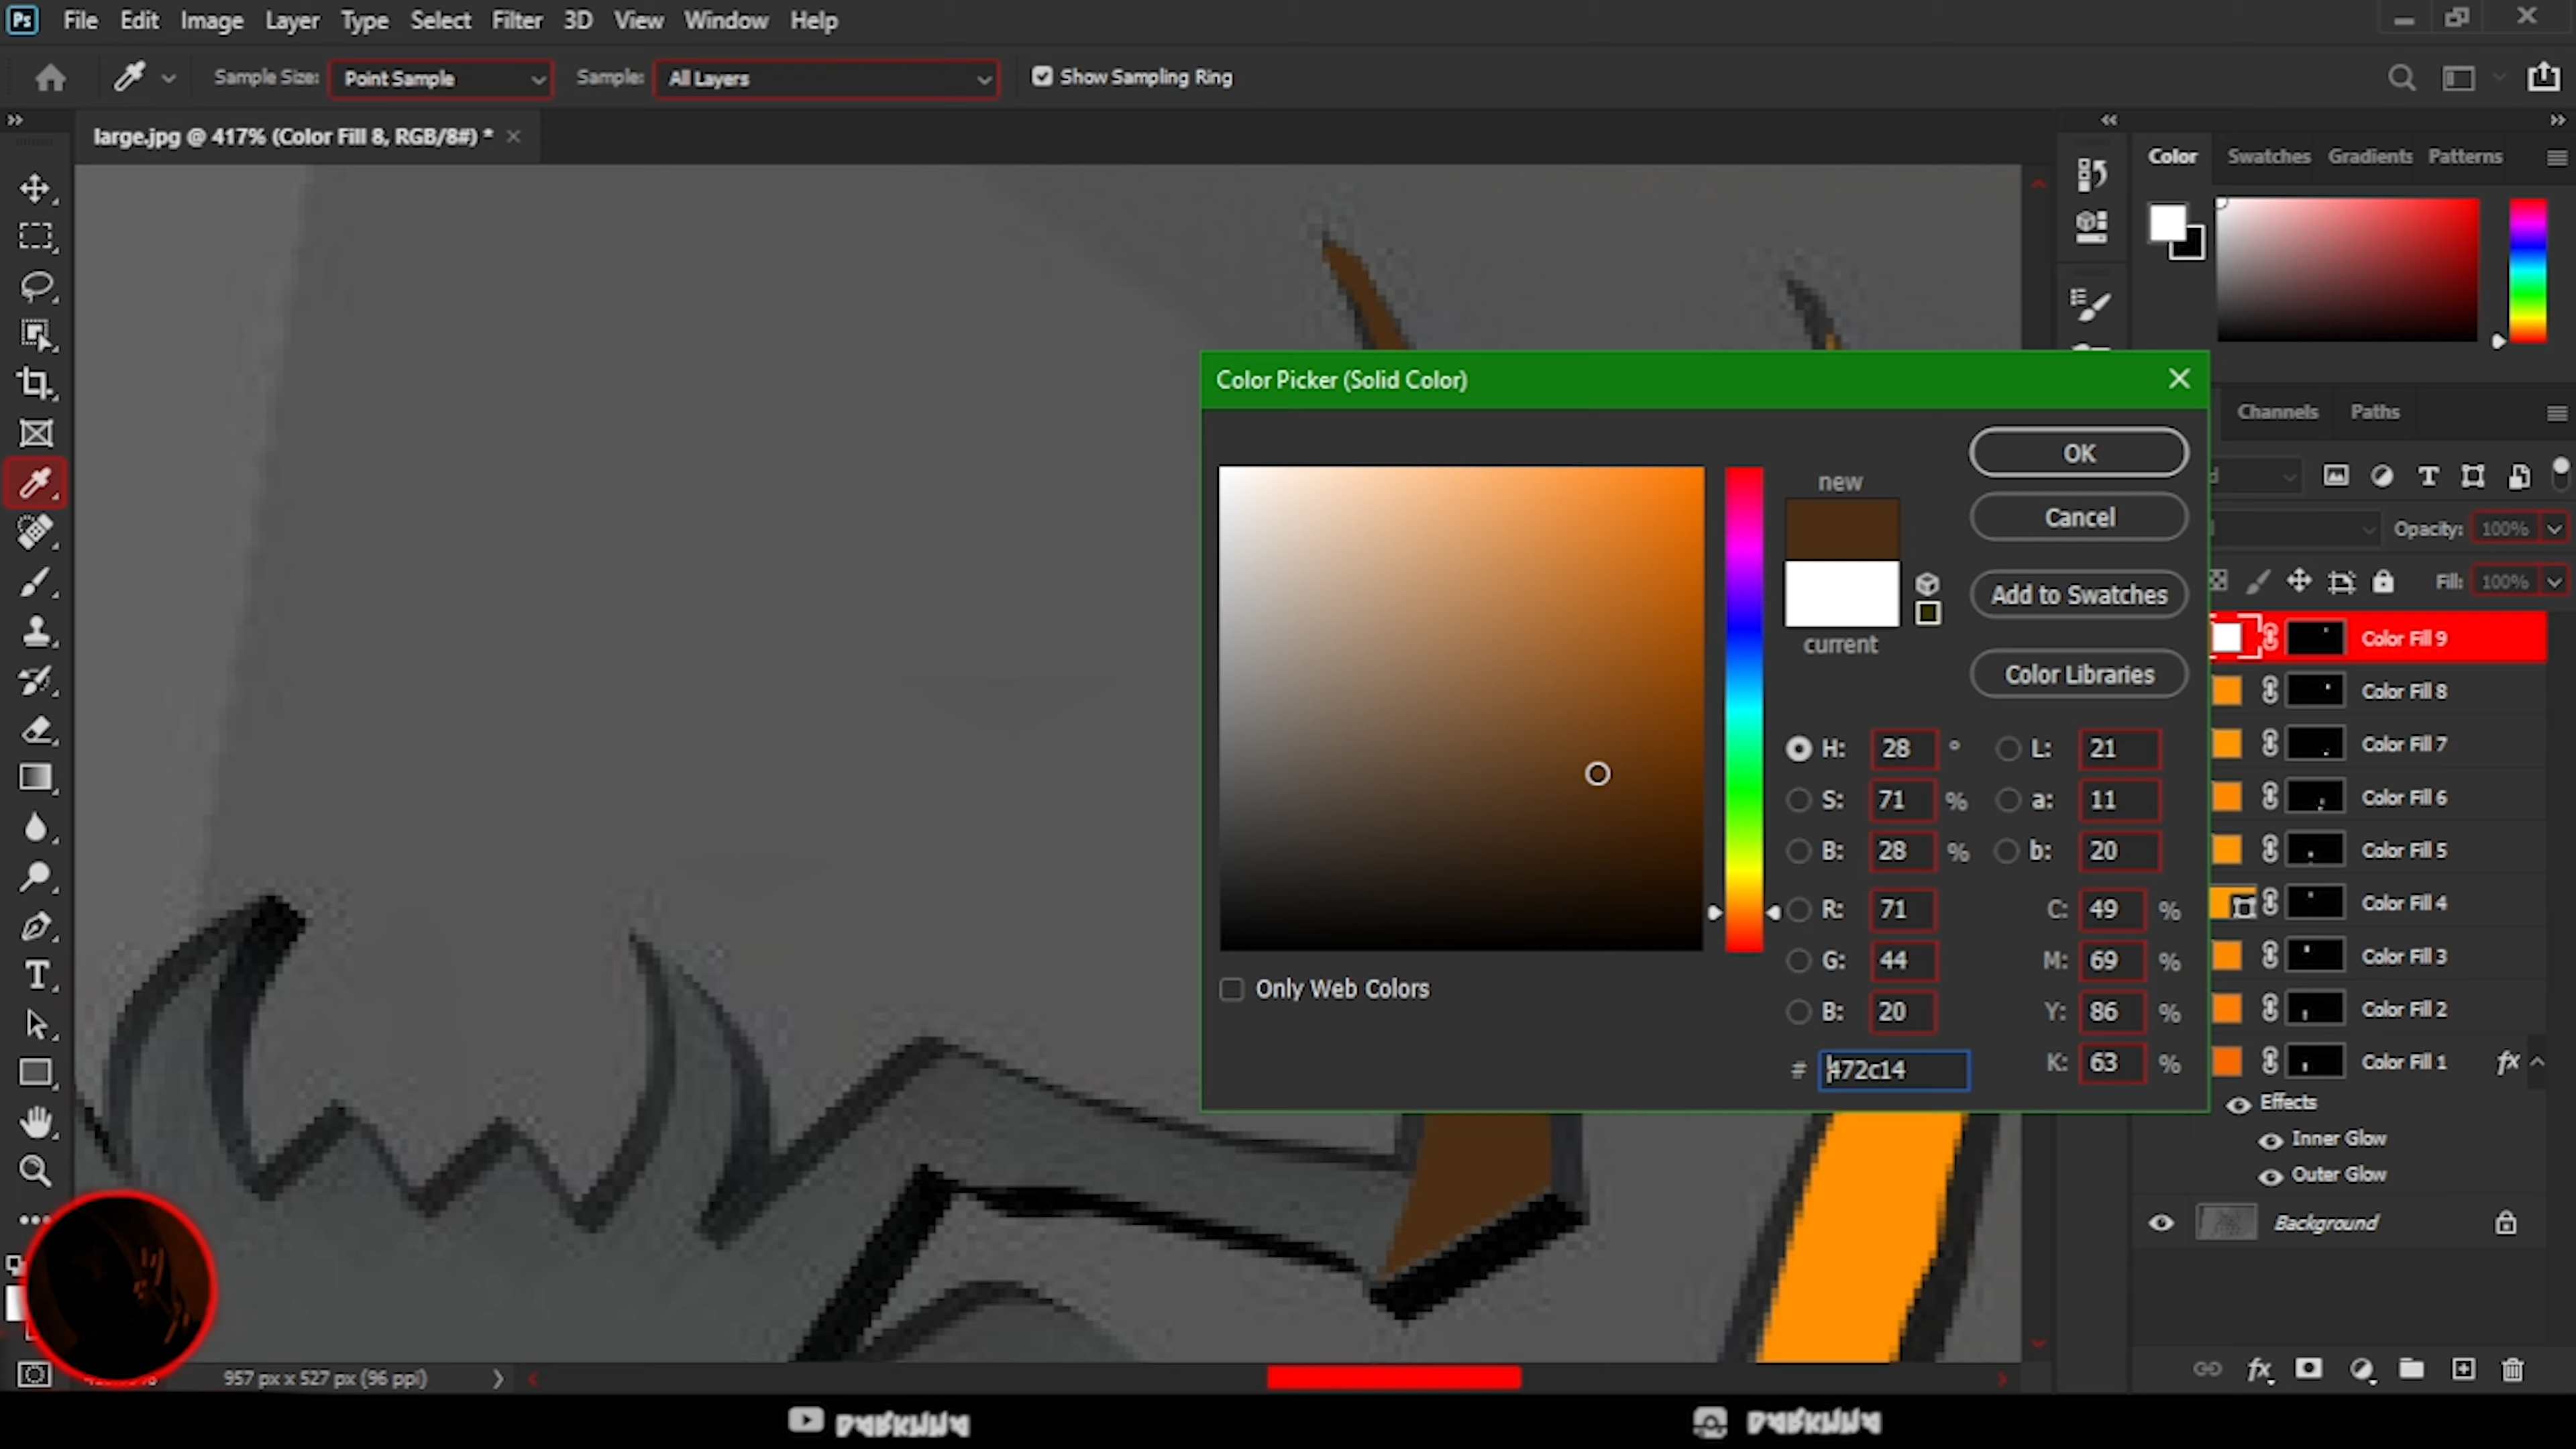 Ps File Edit Image Layer Type Select Filter 3D View Window Help
Sample Size: Point Sample Sample: All Layers Show Sampling Ring
large.jpg @ 417% (Color Fill 8, RGB/8#) *
Color Swatches Gradients Patterns
Color Picker (Solid Color)
OK
Cancel
Add to Swatches
Color Libraries
new
current
H: 28 °
S: 71 %
B: 28 %
R: 71
G: 44
B: 20
# 472c14
L: 21
a: 11
b: 20
C: 49 %
M: 69 %
Y: 86 %
K: 63 %
Only Web Colors
Channels Paths
Opacity: 100%
Fill: 100%
Color Fill 9
Color Fill 8
Color Fill 7
Color Fill 6
Color Fill 5
Color Fill 4
Color Fill 3
Color Fill 2
Color Fill 1 fx
Effects
Inner Glow
Outer Glow
Background
fx
957 px x 527 px (96 ppi)